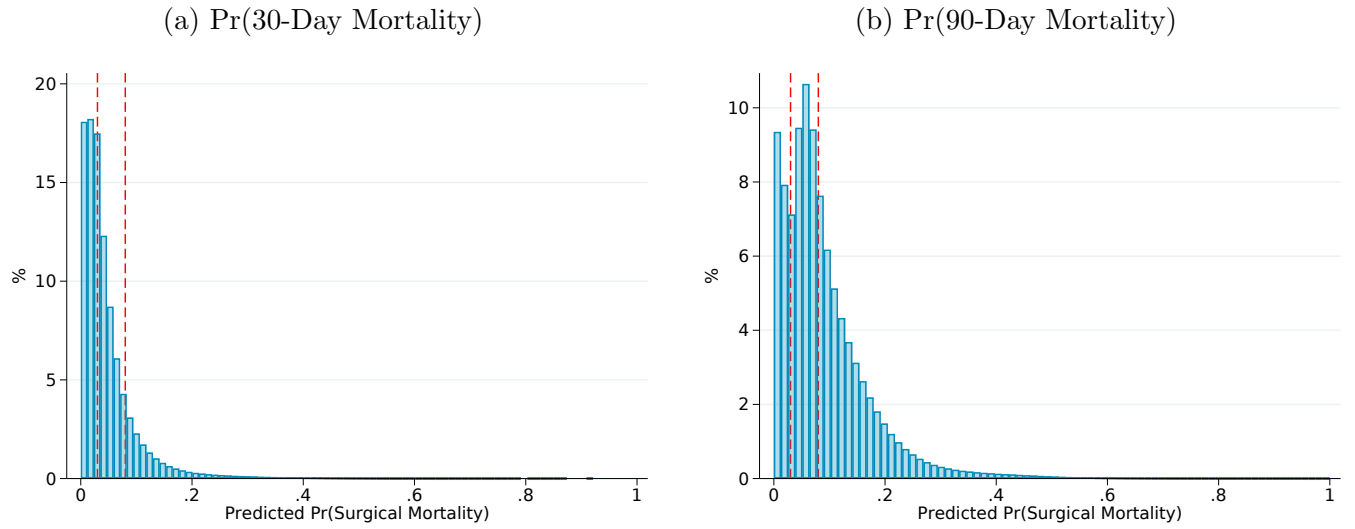 (a) Pr(30-Day Mortality)
20
15
10
5
0
%
0 .2 .4 .6 .8 1
Predicted Pr(Surgical Mortality)
(b) Pr(90-Day Mortality)
10
8
6
4
2
0
%
0 .2 .4 .6 .8 1
Predicted Pr(Surgical Mortality)